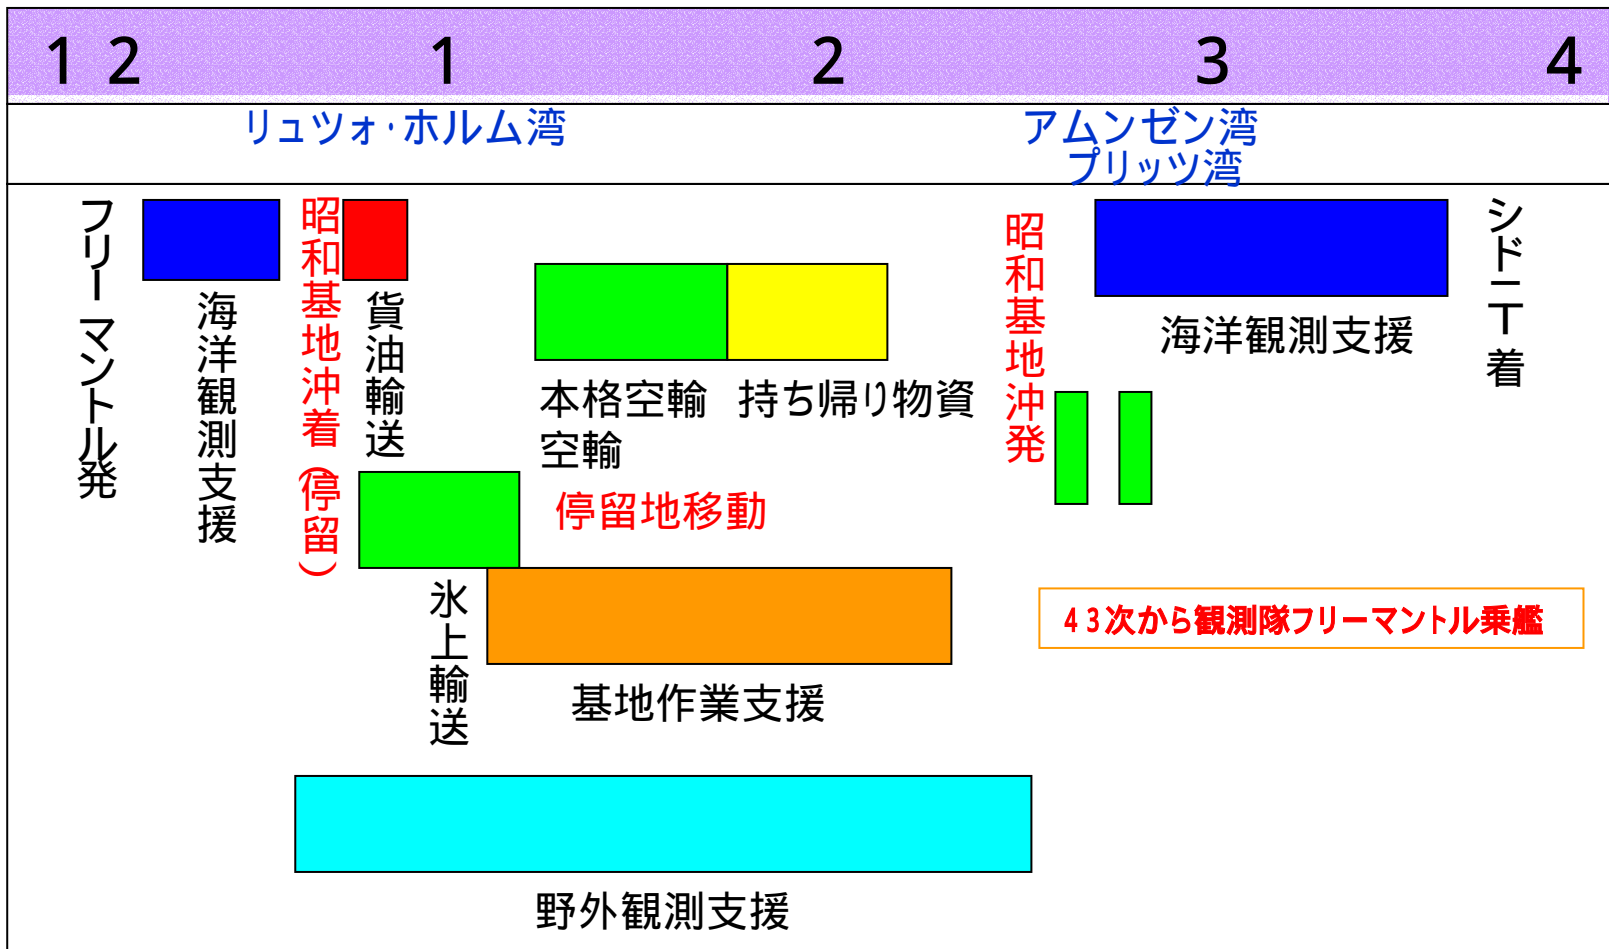 12 1 2 3 4
リュツォ・ホルム湾
アムンゼン湾
プリッツ湾
フリーマントル発
海洋観測支援
昭和基地沖着(停留)
貨油輸送
氷上輸送
本格空輸
空輸
持ち帰り物資
停留地移動
基地作業支援
野外観測支援
昭和基地沖発
海洋観測支援
シドニー着
43次から観測隊フリーマントル乗艦